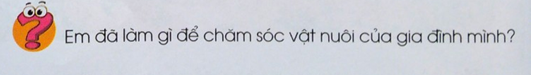 Em đã làm gì để chăm sóc vật nuôi của gia đình mình?